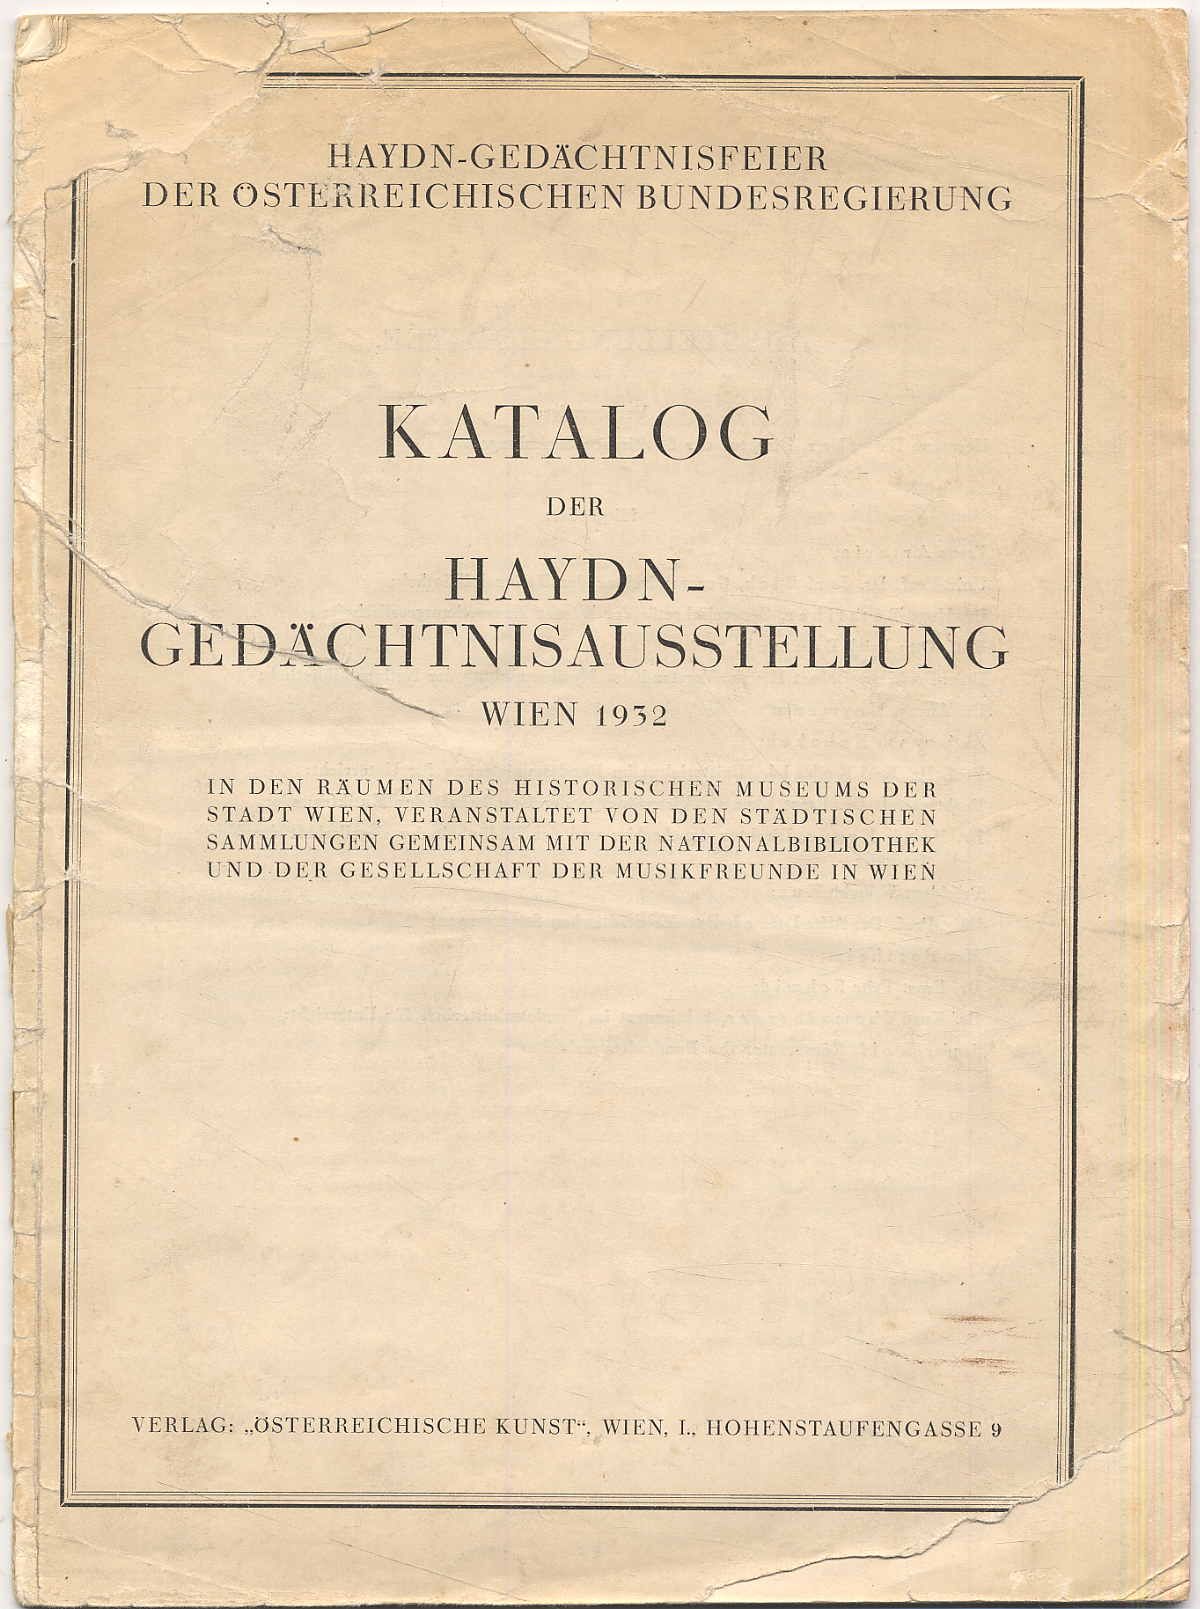 HAYDN-GEDÄCHTNISFEIER
DER ÖSTERREICHISCHEN BUNDESREGIERUNG
KATALOG
DER
HAYDN-
GEDÄCHTNISAUSSTELLUNG
WIEN 1932
IN DEN RÄUMEN DES HISTORISCHEN MUSEUMS DER
STADT WIEN, VERANSTALTET VON DEN STÄDTISCHEN
SAMMLUNGEN GEMEINSAM MIT DER NATIONALBIBLIOTHEK
UND DER GESELLSCHAFT DER MUSIKFREUNDE IN WIEN
VERLAG: „ÖSTERREICHISCHE KUNST“, WIEN, I., HOHENSTAUFENGASSE 9